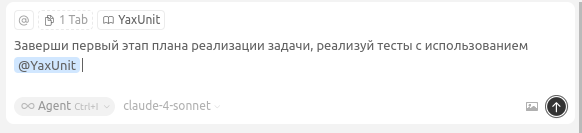 @ 1 Tab YaxUnit
Заверши первый этап плана реализации задачи, реализуй тесты с использованием
@YaxUnit
Agent Ctrl+I claude-4-sonnet